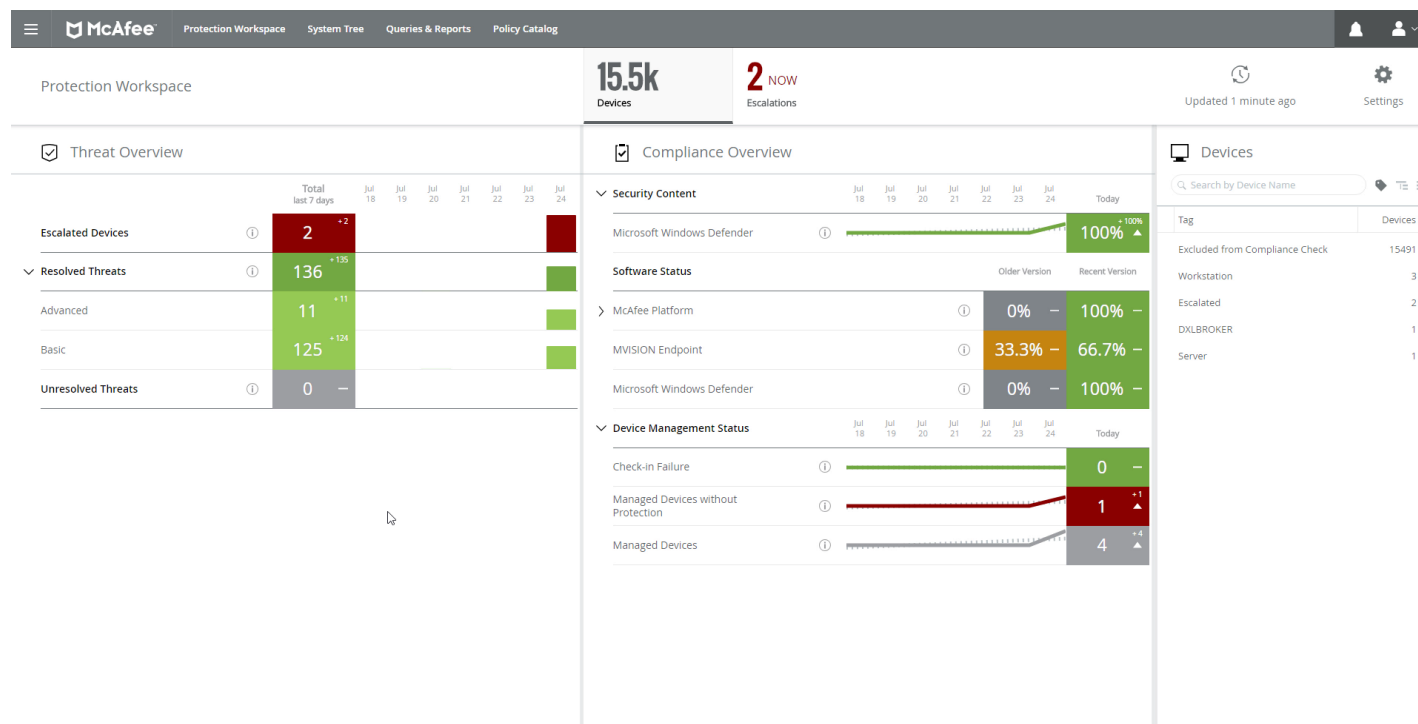 McAfee Protection Workspace System Tree Queries & Reports Policy Catalog
Protection Workspace
15.5k
Devices
2 NOW
Escalations
Updated 1 minute ago
Settings
Threat Overview
Total
last 7 days
Jul 18 Jul 19 Jul 20 Jul 21 Jul 22 Jul 23 Jul 24
Escalated Devices 2 +2
Resolved Threats 136 +135
Advanced 11 +11
Basic 125 +124
Unresolved Threats 0 –
Compliance Overview
Security Content Jul 18 Jul 19 Jul 20 Jul 21 Jul 22 Jul 23 Jul 24 Today
Microsoft Windows Defender 100% +100%
Software Status Older Version Recent Version
McAfee Platform 0% – 100% –
MVISION Endpoint 33.3% – 66.7% –
Microsoft Windows Defender 0% – 100% –
Device Management Status Jul 18 Jul 19 Jul 20 Jul 21 Jul 22 Jul 23 Jul 24 Today
Check-in Failure 0 –
Managed Devices without
Protection 1 +1
Managed Devices 4 +4
Devices
Search by Device Name
Tag Devices
Excluded from Compliance Check 15491
Workstation 3
Escalated 2
DXLBROKER 1
Server 1